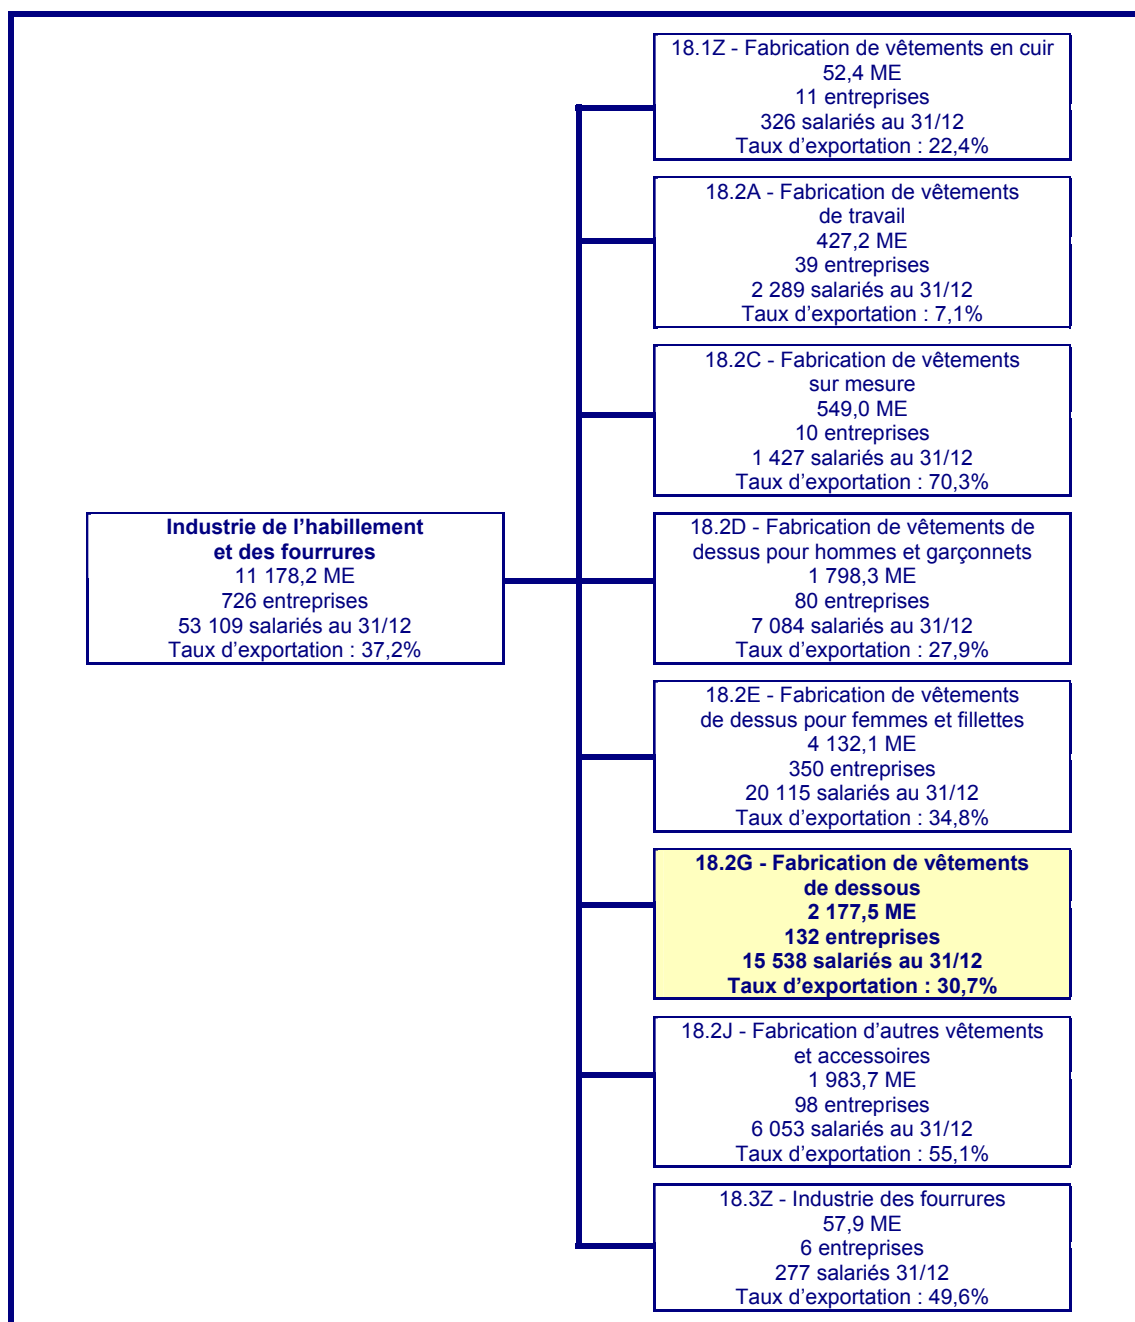 18.1Z - Fabrication de vêtements en cuir
52,4 ME
11 entreprises
326 salariés au 31/12
Taux d’exportation : 22,4%
18.2A - Fabrication de vêtements
de travail
427,2 ME
39 entreprises
2 289 salariés au 31/12
Taux d’exportation : 7,1%
18.2C - Fabrication de vêtements
sur mesure
549,0 ME
10 entreprises
1 427 salariés au 31/12
Taux d’exportation : 70,3%
Industrie de l’habillement
et des fourrures
11 178,2 ME
726 entreprises
53 109 salariés au 31/12
Taux d’exportation : 37,2%
18.2D - Fabrication de vêtements de
dessus pour hommes et garçonnets
1 798,3 ME
80 entreprises
7 084 salariés au 31/12
Taux d’exportation : 27,9%
18.2E - Fabrication de vêtements
de dessus pour femmes et fillettes
4 132,1 ME
350 entreprises
20 115 salariés au 31/12
Taux d’exportation : 34,8%
18.2G - Fabrication de vêtements
de dessous
2 177,5 ME
132 entreprises
15 538 salariés au 31/12
Taux d’exportation : 30,7%
18.2J - Fabrication d’autres vêtements
et accessoires
1 983,7 ME
98 entreprises
6 053 salariés au 31/12
Taux d’exportation : 55,1%
18.3Z - Industrie des fourrures
57,9 ME
6 entreprises
277 salariés 31/12
Taux d’exportation : 49,6%